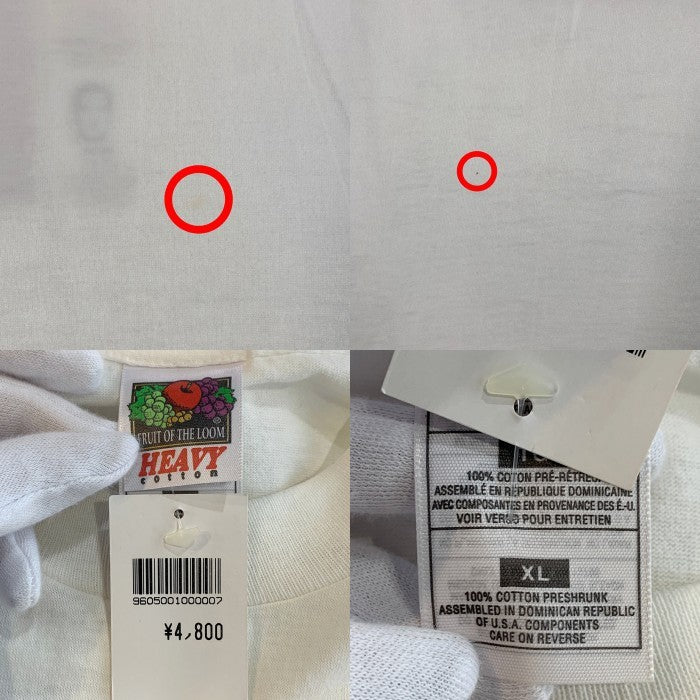 FRUIT OF THE LOOM
®
HEAVY
cotton
9605001000007
¥4,800
100% COTON PRÉ-RÉTRÉCI
ASSEMBLÉ EN RÉPUBLIQUE DOMINICAINE
AVEC COMPOSANTES EN PROVENANCE DES É.-U.
VOIR VERSO POUR ENTRETIEN
XL
100% COTTON PRESHRUNK
ASSEMBLED IN DOMINICAN REPUBLIC
OF U.S.A. COMPONENTS
CARE ON REVERSE